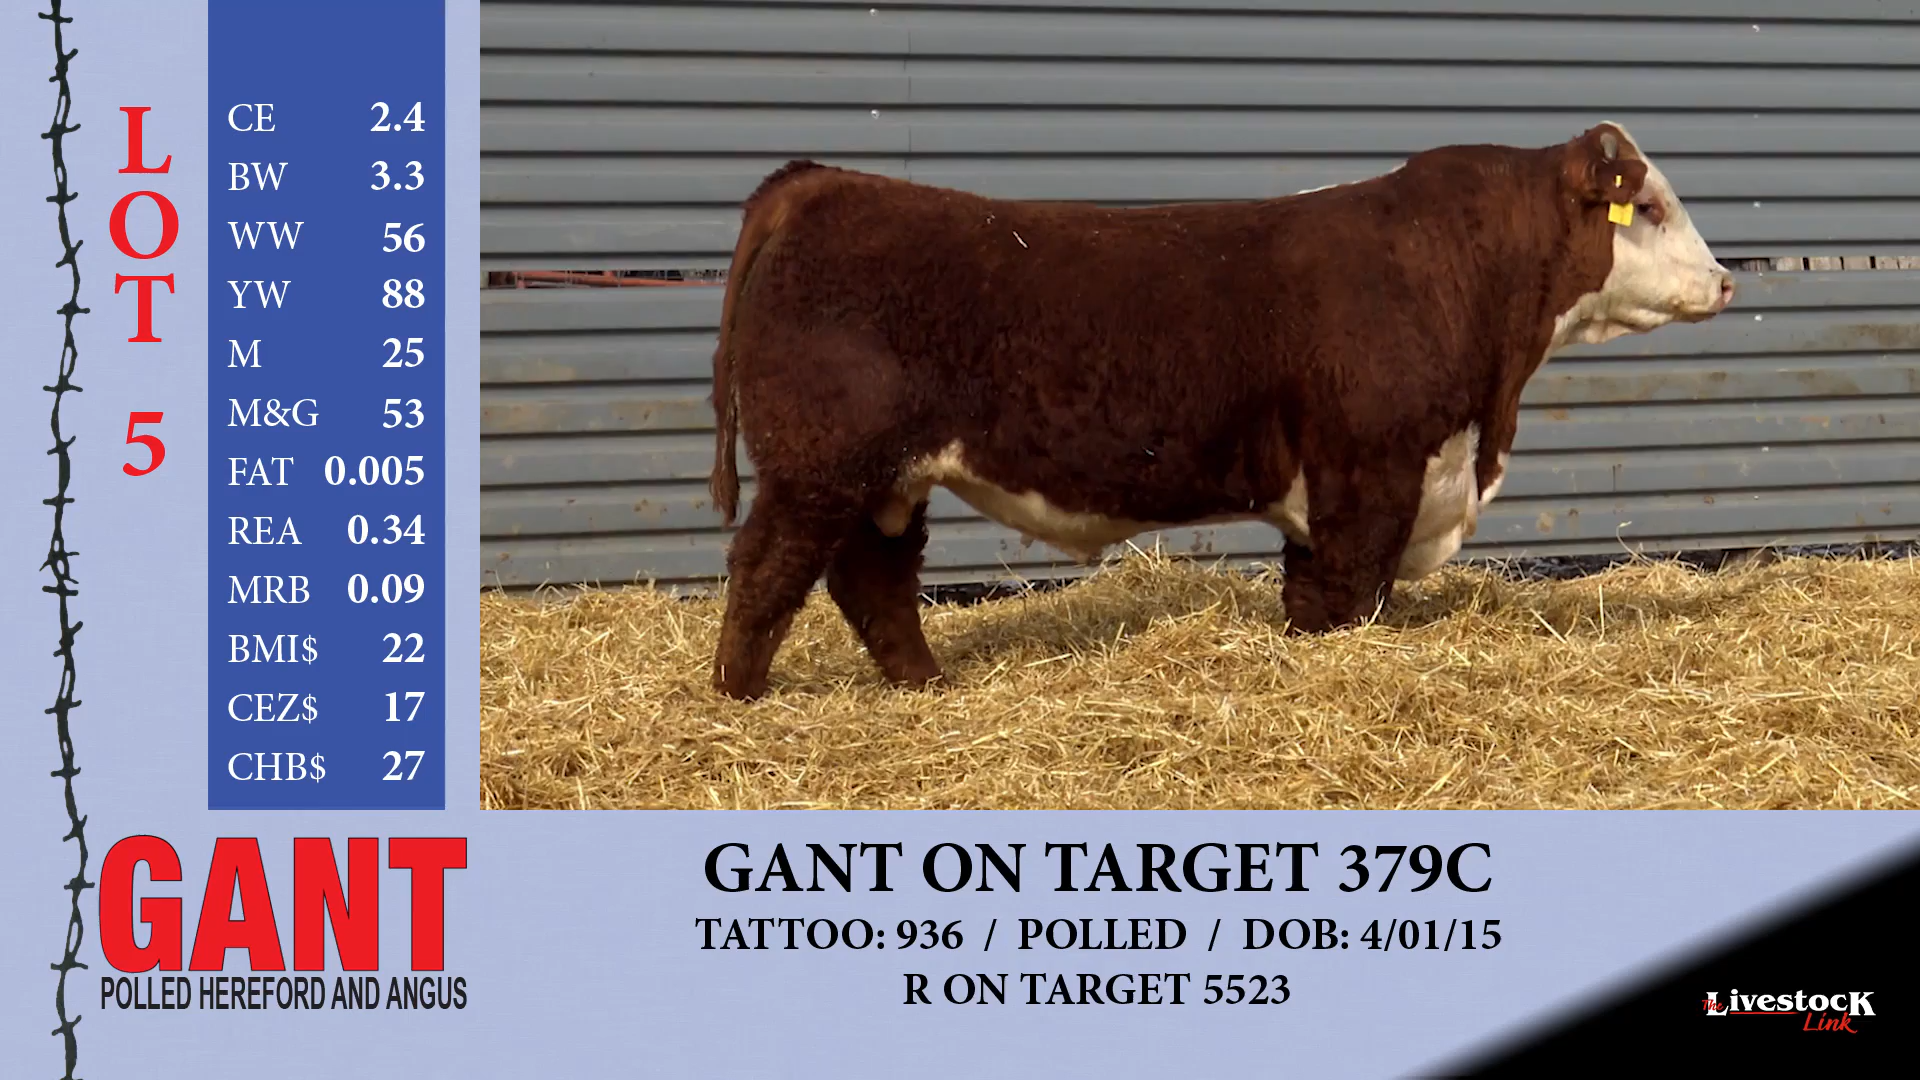 LOT 5
CE 2.4
BW 3.3
WW 56
YW 88
M 25
M&G 53
FAT 0.005
REA 0.34
MRB 0.09
BMI$ 22
CEZ$ 17
CHB$ 27
GANT
POLLED HEREFORD AND ANGUS
GANT ON TARGET 379C
TATTOO: 936 / POLLED / DOB: 4/01/15
R ON TARGET 5523
The Livestock
Link